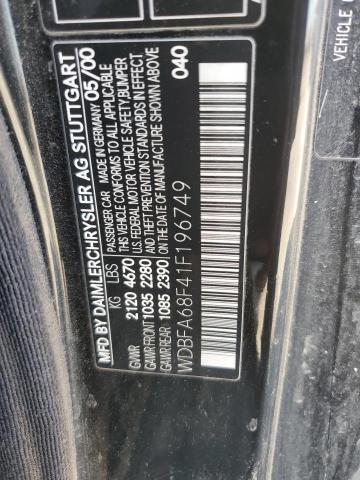 MFD BY DAIMLERCHRYSLER AG STUTTGART
PASSENGER CAR MADE IN GERMANY 05/00
KG LBS THIS VEHICLE CONFORMS TO ALL APPLICABLE
GVWR 2120 4670 U.S. FEDERAL MOTOR VEHICLE SAFETY, BUMPER
GAWR FRONT 1035 2280 AND THEFT PREVENTION STANDARDS IN EFFECT
GAWR REAR 1085 2390 ON THE DATE OF MANUFACTURE SHOWN ABOVE
WDBFA68F41F196749 040
VEHICLE